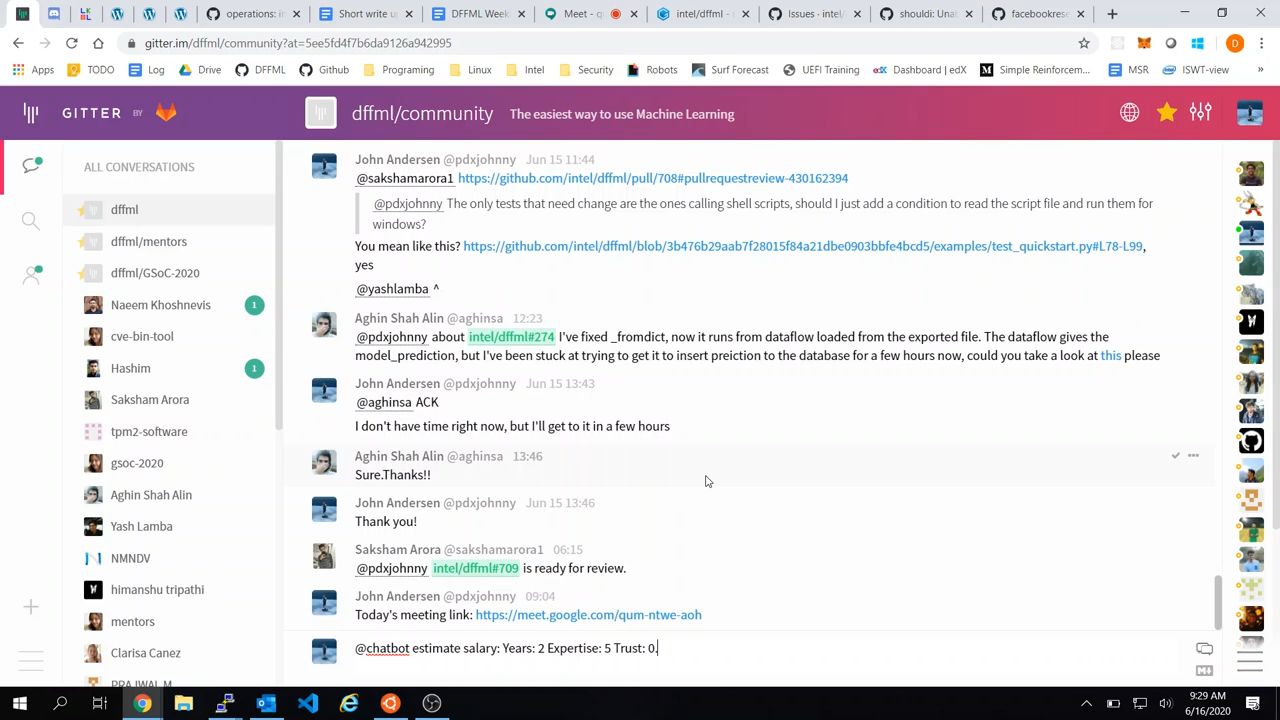 operations: i
Short write u
DFFML Week
Meet - q
intel/dffml -
Issues · intel/
shouldi: Una
facebookrese
gitter.im/dffml/community?at=5ee5fd4f7b6da9126a942995
Apps TODO Log Drive DFFML Github Programming Linux Intel Security Robots Surf Forecast UEFI Training Dashboard | edX Simple Reinforcem... MSR ISWT-view »
GITTER BY
dffml/community The easiest way to use Machine Learning
ALL CONVERSATIONS
dffml
dffml/mentors
dffml/GSoC-2020
Naeem Khoshnevis 1
cve-bin-tool
Hashim 1
Saksham Arora
tpm2-software
gsoc-2020
Aghin Shah Alin
Yash Lamba
NMNDV
himanshu tripathi
mentors
Clarisa Canez
PRAJWAL M
John Andersen @pdxjohnny Jun 15 11:44
@sakshamarora1 https://github.com/intel/dffml/pull/708#pullrequestreview-430162394
@pdxjohnny The only tests that need change are the ones calling shell scripts, should I just add a condition to read the script file and run them for
windows?
You mean like this? https://github.com/intel/dffml/blob/3b476b29aab7f28015f84a21dbe0903bbfe4bcd5/examples/test_quickstart.py#L78-L99,
yes
@yashlamba ^
Aghin Shah Alin @aghinsa 12:23
@pdxjohnny about intel/dffml#274 I've fixed _fromdict, now it runs from dataflow loaded from the exported file. The dataflow gives the
model_prediction, but I've been stuck at trying to get it to insert preiction to the database for a few hours now, could you take a look at this please
John Andersen @pdxjohnny Jun 15 13:43
@aghinsa ACK
I don't have time right now, but I'll get to it in a few hours
Aghin Shah Alin @aghinsa 13:46
Sure.Thanks!!
John Andersen @pdxjohnny Jun 15 13:46
Thank you!
Saksham Arora @sakshamarora1 06:15
@pdxjohnny intel/dffml#709 is ready for review.
John Andersen @pdxjohnny 09:04
Today's meeting link: https://meet.google.com/qum-ntwe-aoh
@chatbot estimate salary: Years: 2 Expertise: 5 Trust: 0.
9:29 AM
6/16/2020